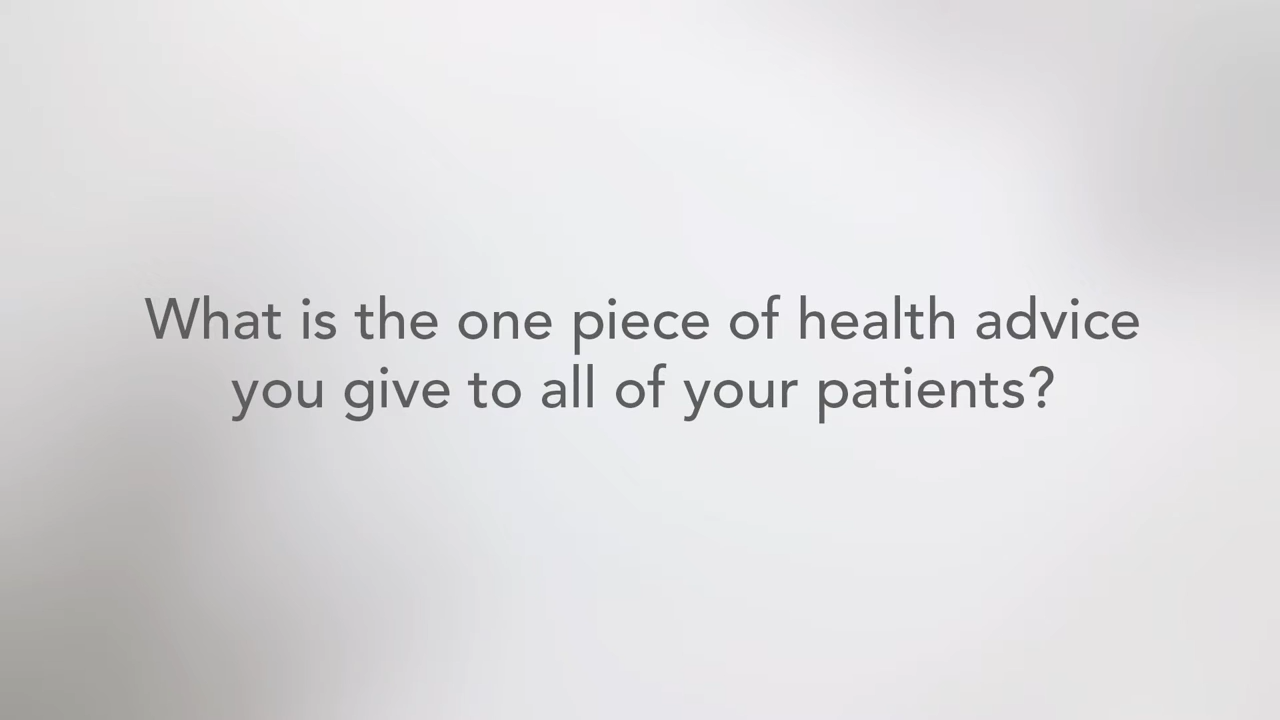 What is the one piece of health advice
you give to all of your patients?